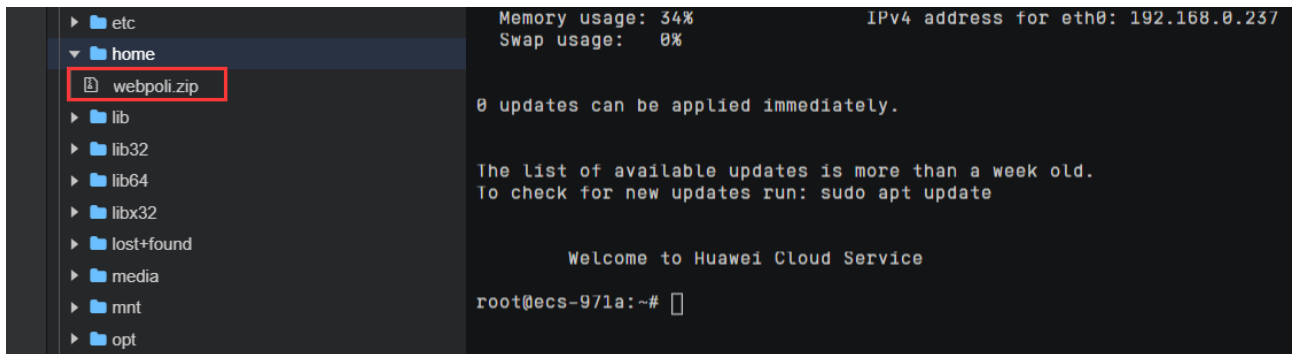 etc
home
webpoli.zip
lib
lib32
lib64
libx32
lost+found
media
mnt
opt
Memory usage: 34% IPv4 address for eth0: 192.168.0.237
Swap usage: 0%
0 updates can be applied immediately.
The list of available updates is more than a week old.
To check for new updates run: sudo apt update
Welcome to Huawei Cloud Service
root@ecs-971a:~#